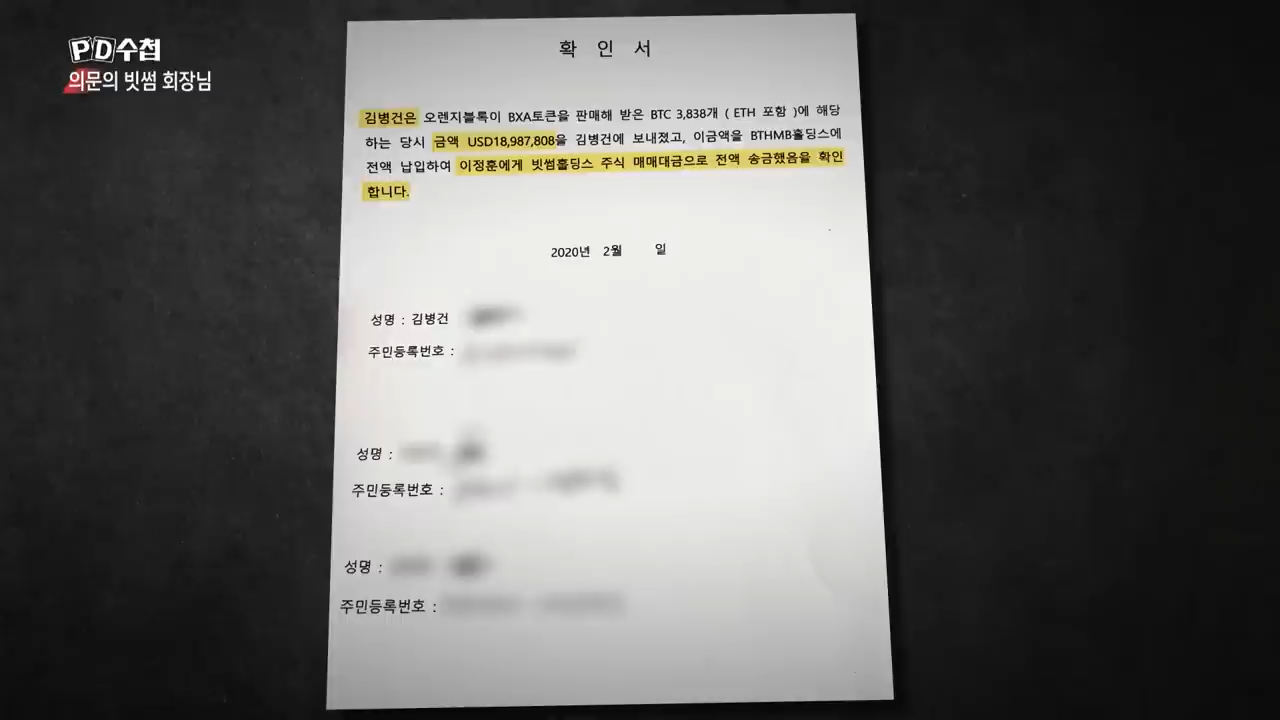 PD수첩
의문의 빗썸 회장님
확 인 서
김병건은 오렌지블록이 BXA토큰을 판매해 받은 BTC 3,838개 ( ETH 포함 )에 해당
하는 당시 금액 USD18,987,808을 김병건에 보내졌고, 이금액을 BTHMB홀딩스에
전액 납입하여 이정훈에게 빗썸홀딩스 주식 매매대금으로 전액 송금했음을 확인
합니다.
2020년 2월 일
성명 : 김병건
주민등록번호 :
성명 :
주민등록번호 :
성명 :
주민등록번호 :